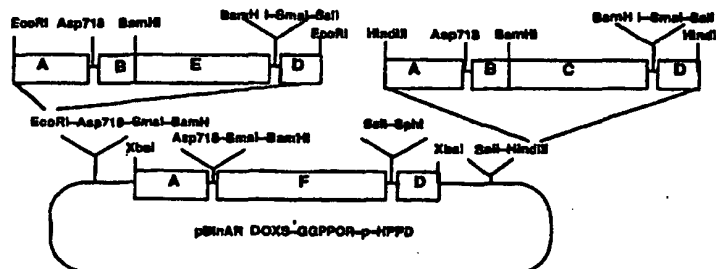 EcoRI Asp718 BamHI BamH I–SmaI–SalI EcoRI
A B E D
HindIII Asp718 BamHI BamH I–SmaI–SalI HindIII
A B C D
EcoRI–Asp718–SmaI–BamH XbaI Asp718–SmaI–BamHI SalI–SphI XbaI SalI–HindIII
A F D
pBinAR DOXS–GGPPOR–p–HPPD